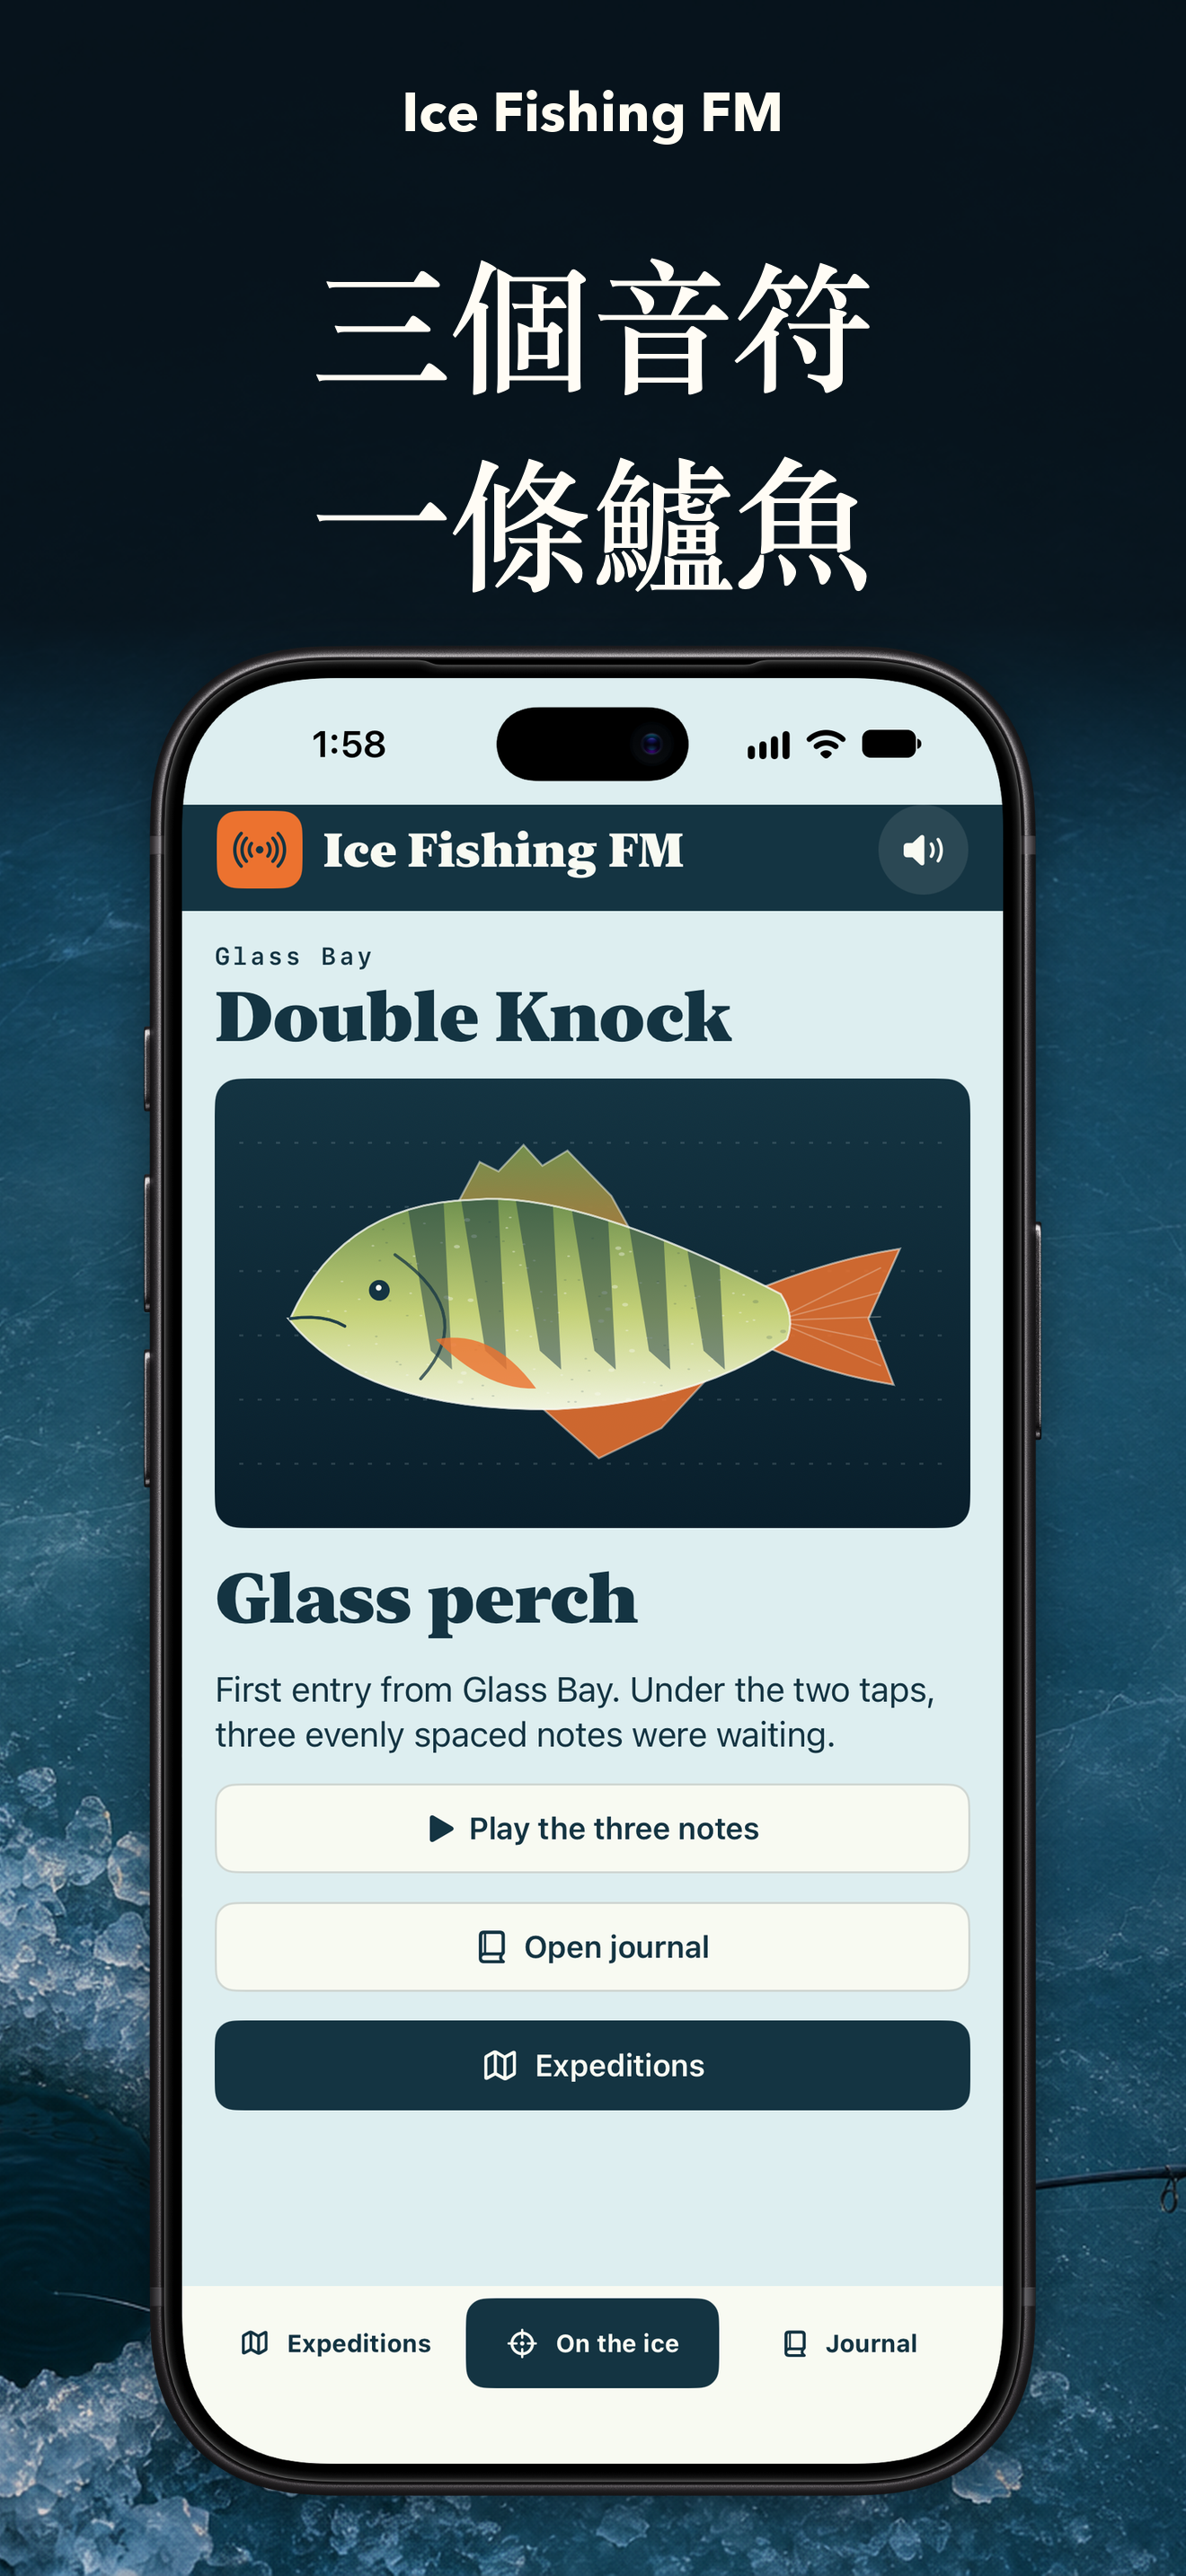 Ice Fishing FM
三個音符
一條鱸魚
1:58
Ice Fishing FM
Glass Bay
Double Knock
Glass perch
First entry from Glass Bay. Under the two taps,
three evenly spaced notes were waiting.
Play the three notes
Open journal
Expeditions
Expeditions
On the ice
Journal